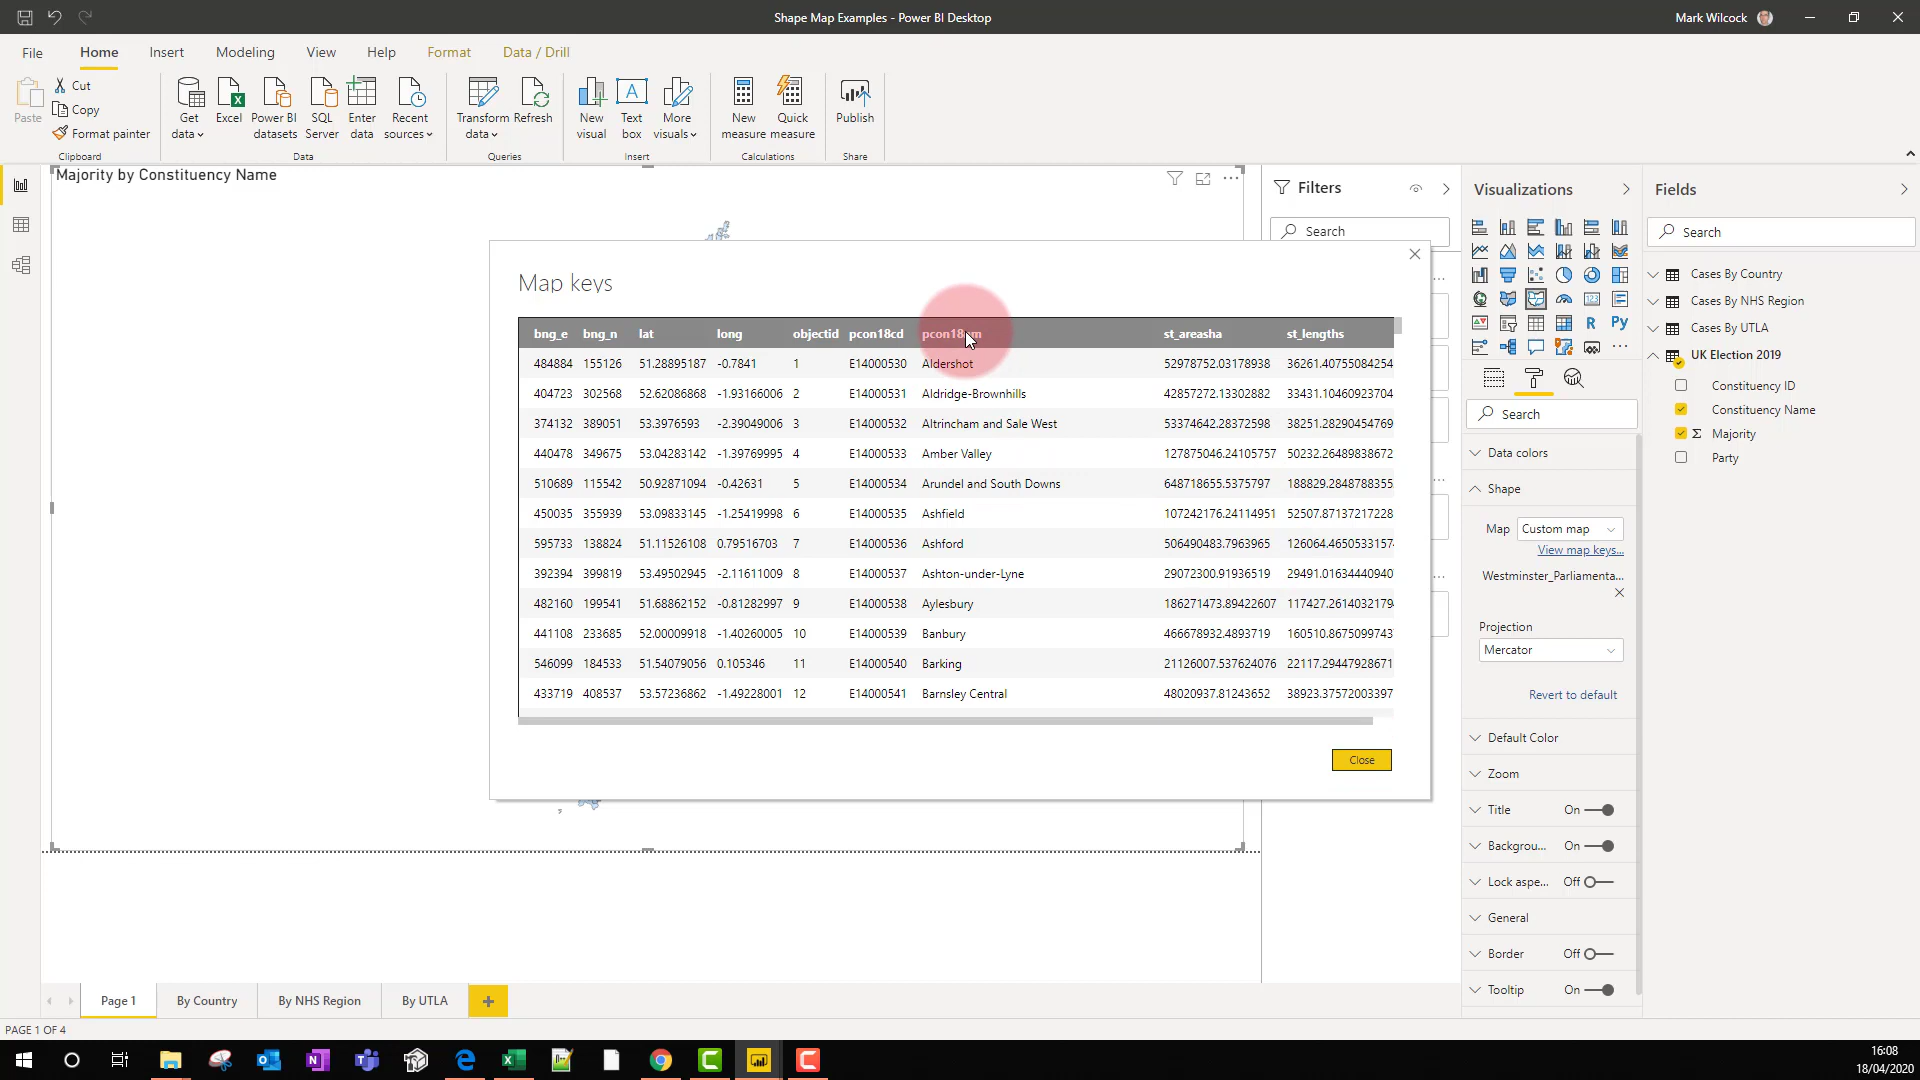 Shape Map Examples - Power BI Desktop
Mark Wilcock
File Home Insert Modeling View Help Format Data / Drill
Paste
Cut
Copy
Format painter
Clipboard
Get data
Excel
Power BI datasets
SQL Server
Enter data
Recent sources
Data
Transform data
Refresh
Queries
New visual
Text box
More visuals
Insert
New measure
Quick measure
Calculations
Publish
Share
Majority by Constituency Name
Map keys
bng_e bng_n lat long objectid pcon18cd st_areasha st_lengths
484884 155126 51.28895187 -0.7841 1 E14000530 Aldershot 52978752.03178938 36261.40755084254
404723 302568 52.62086868 -1.93166006 2 E14000531 Aldridge-Brownhills 42857272.13302882 33431.10460923704
374132 389051 53.3976593 -2.39049006 3 E14000532 Altrincham and Sale West 53374642.28372598 38251.28290454769
440478 349675 53.04283142 -1.39769995 4 E14000533 Amber Valley 127875046.24105757 50232.26489838672
510689 115542 50.92871094 -0.42631 5 E14000534 Arundel and South Downs 648718655.5375797 188829.2848788355
450035 355939 53.09833145 -1.25419998 6 E14000535 Ashfield 107242176.24114951 52507.87137217228
595733 138824 51.11526108 0.79516703 7 E14000536 Ashford 506490483.7963965 126064.4650533157
392394 399819 53.49502945 -2.11611009 8 E14000537 Ashton-under-Lyne 29072300.91936519 29491.01634440940
482160 199541 51.68862152 -0.81282997 9 E14000538 Aylesbury 186271473.89422607 117427.2614032179
441108 233685 52.00009918 -1.40260005 10 E14000539 Banbury 466678932.4893719 160510.8675099743
546099 184533 51.54079056 0.105346 11 E14000540 Barking 21126007.537624076 22117.29447928671
433719 408537 53.57236862 -1.49228001 12 E14000541 Barnsley Central 48020937.81243652 38923.37572003397
Close
Filters
Search
Visualizations
R Py
Search
Data colors
Shape
Map Custom map
View map keys...
Westminster_Parliamenta...
Projection
Mercator
Revert to default
Default Color
Zoom
Title On
Backgrou... On
Lock aspe... Off
General
Border Off
Tooltip On
Fields
Search
Cases By Country
Cases By NHS Region
Cases By UTLA
UK Election 2019
Constituency ID
Constituency Name
Majority
Party
Page 1 By Country By NHS Region By UTLA
PAGE 1 OF 4
16:08
18/04/2020